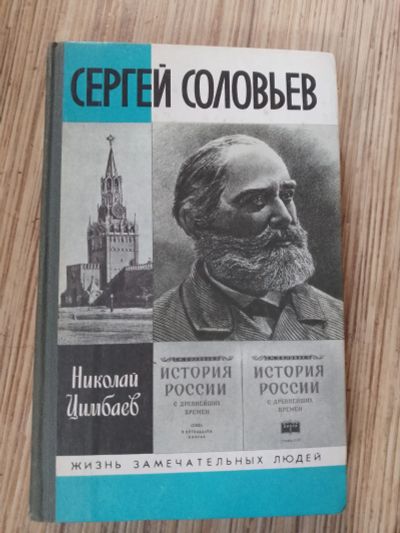 СЕРГЕЙ СОЛОВЬЕВ
Николай
Цимбаев
ИСТОРИЯ
РОССИИ
С ДРЕВНЕЙШИХ
ВРЕМЕН
ИСТОРИЯ
РОССИИ
С ДРЕВНЕЙШИХ
ВРЕМЕН
ЖИЗНЬ ЗАМЕЧАТЕЛЬНЫХ ЛЮДЕЙ